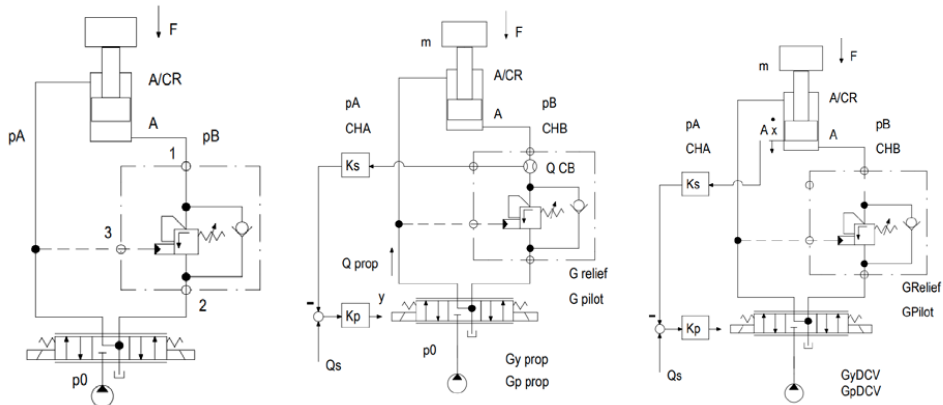 F
A/CR
pA
A
pB
1
3
2
p0
m
F
A/CR
pA
CHA
A
pB
CHB
Ks
Q CB
Q prop
G relief
G pilot
-
Kp
y
Qs
p0
Gy prop
Gp prop
m
F
A/CR
pA
CHA
A ẋ
A
pB
CHB
Ks
GRelief
GPilot
-
Kp
Qs
GyDCV
GpDCV